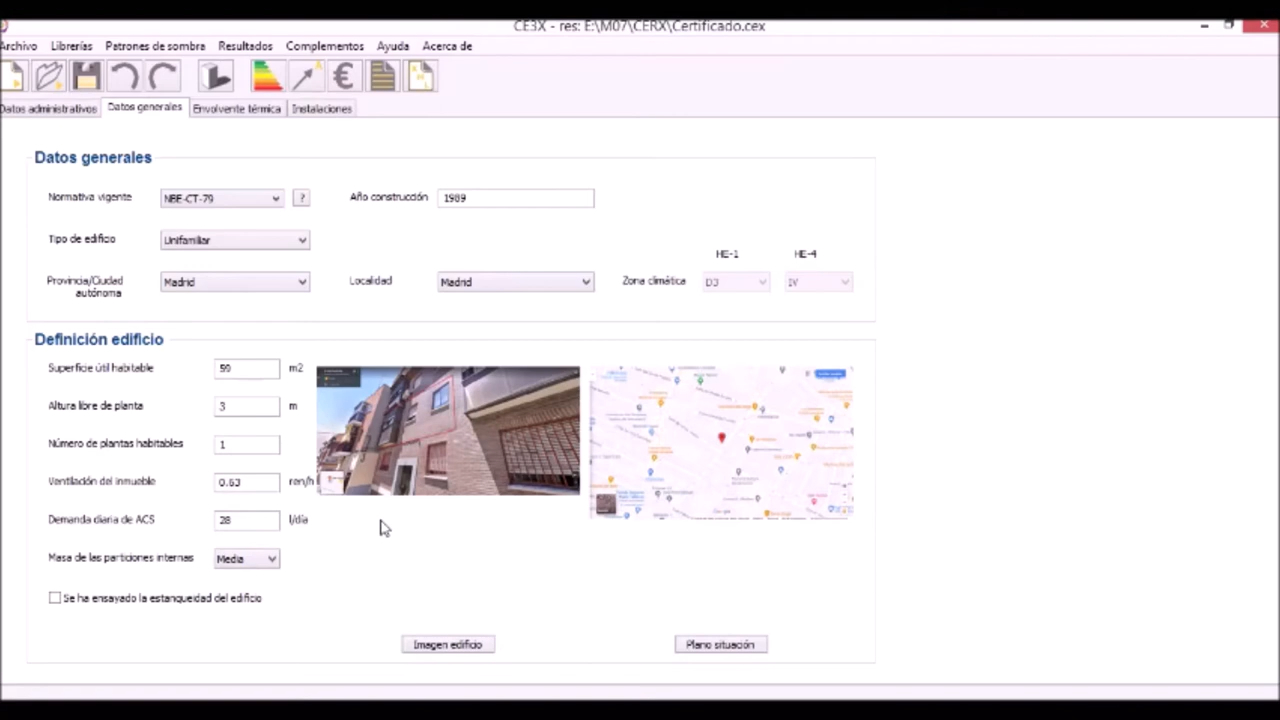 CE3X - res: E:\M07\CERX\Certificado.cex
Archivo Librerías Patrones de sombra Resultados Complementos Ayuda Acerca de
Datos administrativos Datos generales Envolvente térmica Instalaciones
Datos generales
Normativa vigente NBE-CT-79 ? Año construcción 1989
Tipo de edificio Unifamiliar
HE-1 HE-4
Provincia/Ciudad autónoma Madrid Localidad Madrid Zona climática D3 IV
Definición edificio
Superficie útil habitable 59 m2
Altura libre de planta 3 m
Número de plantas habitables 1
Ventilación del inmueble 0.63 ren/h
Demanda diaria de ACS 28 l/día
Masa de las particiones internas Media
Se ha ensayado la estanqueidad del edificio
Imagen edificio Plano situación